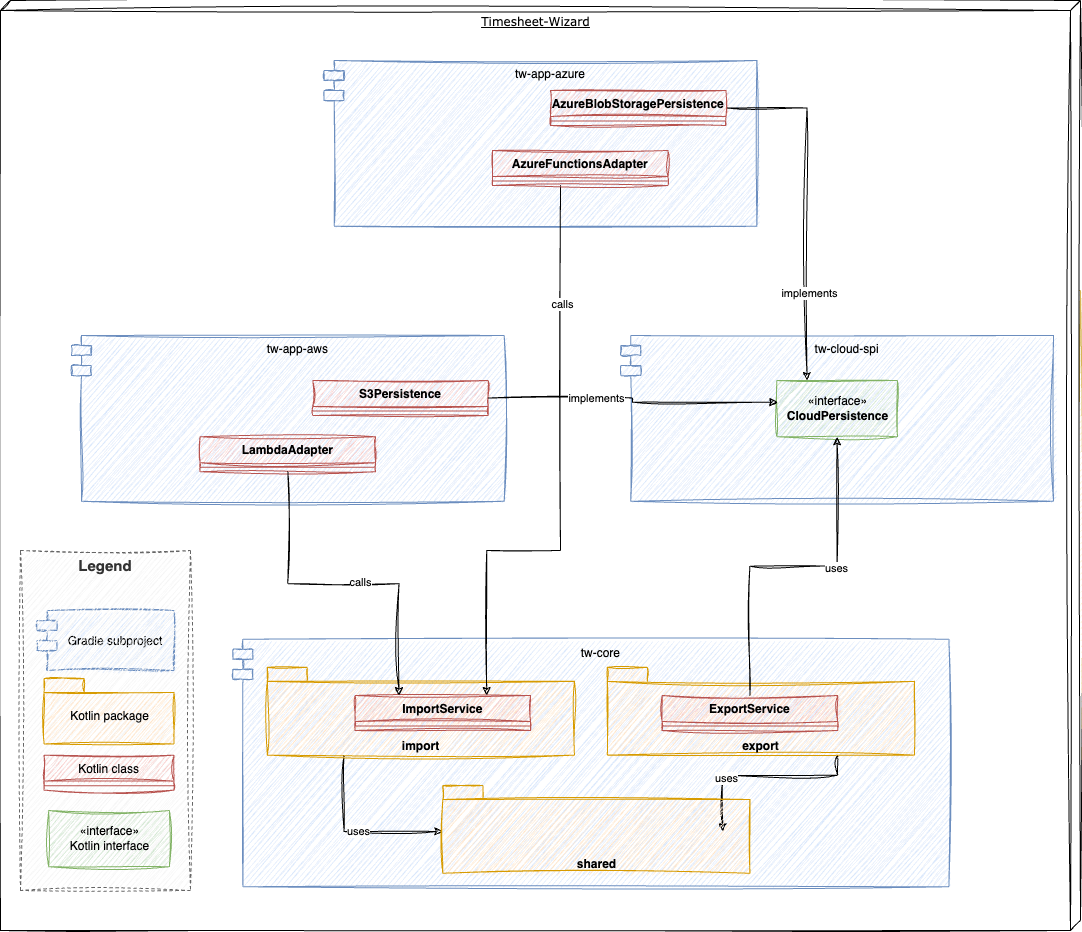 Timesheet-Wizard
tw-app-azure
AzureBlobStoragePersistence
AzureFunctionsAdapter
implements
calls
tw-app-aws
tw-cloud-spi
S3Persistence
implements
«interface»
CloudPersistence
LambdaAdapter
Legend
uses
calls
Gradle subproject
tw-core
Kotlin package
ImportService
ExportService
import
export
Kotlin class
uses
uses
«interface»
Kotlin interface
shared